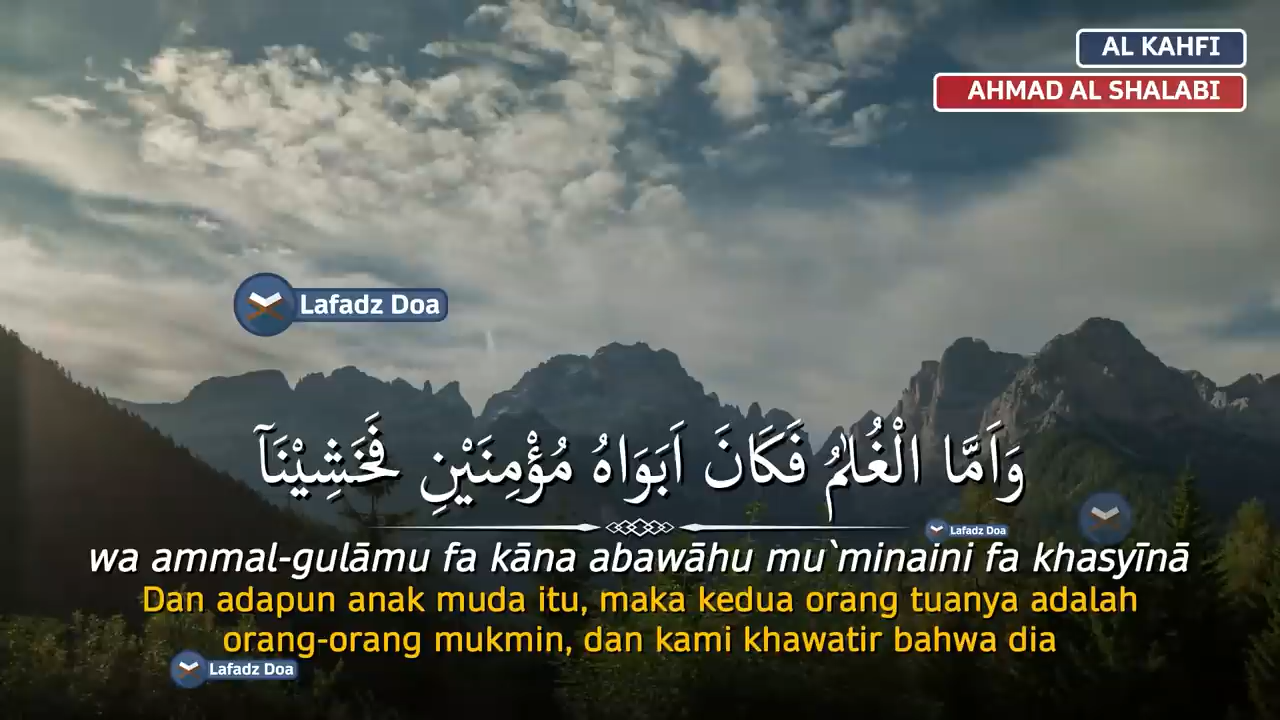 AL KAHFI
AHMAD AL SHALABI
Lafadz Doa
وَاَمَّا الْغُلٰمُ فَكَانَ اَبَوَاهُ مُؤْمِنَيْنِ فَخَشِيْنَآ
Lafadz Doa
wa ammal-gulāmu fa kāna abawāhu mu`minaini fa khasyīnā
Dan adapun anak muda itu, maka kedua orang tuanya adalah
orang-orang mukmin, dan kami khawatir bahwa dia
Lafadz Doa